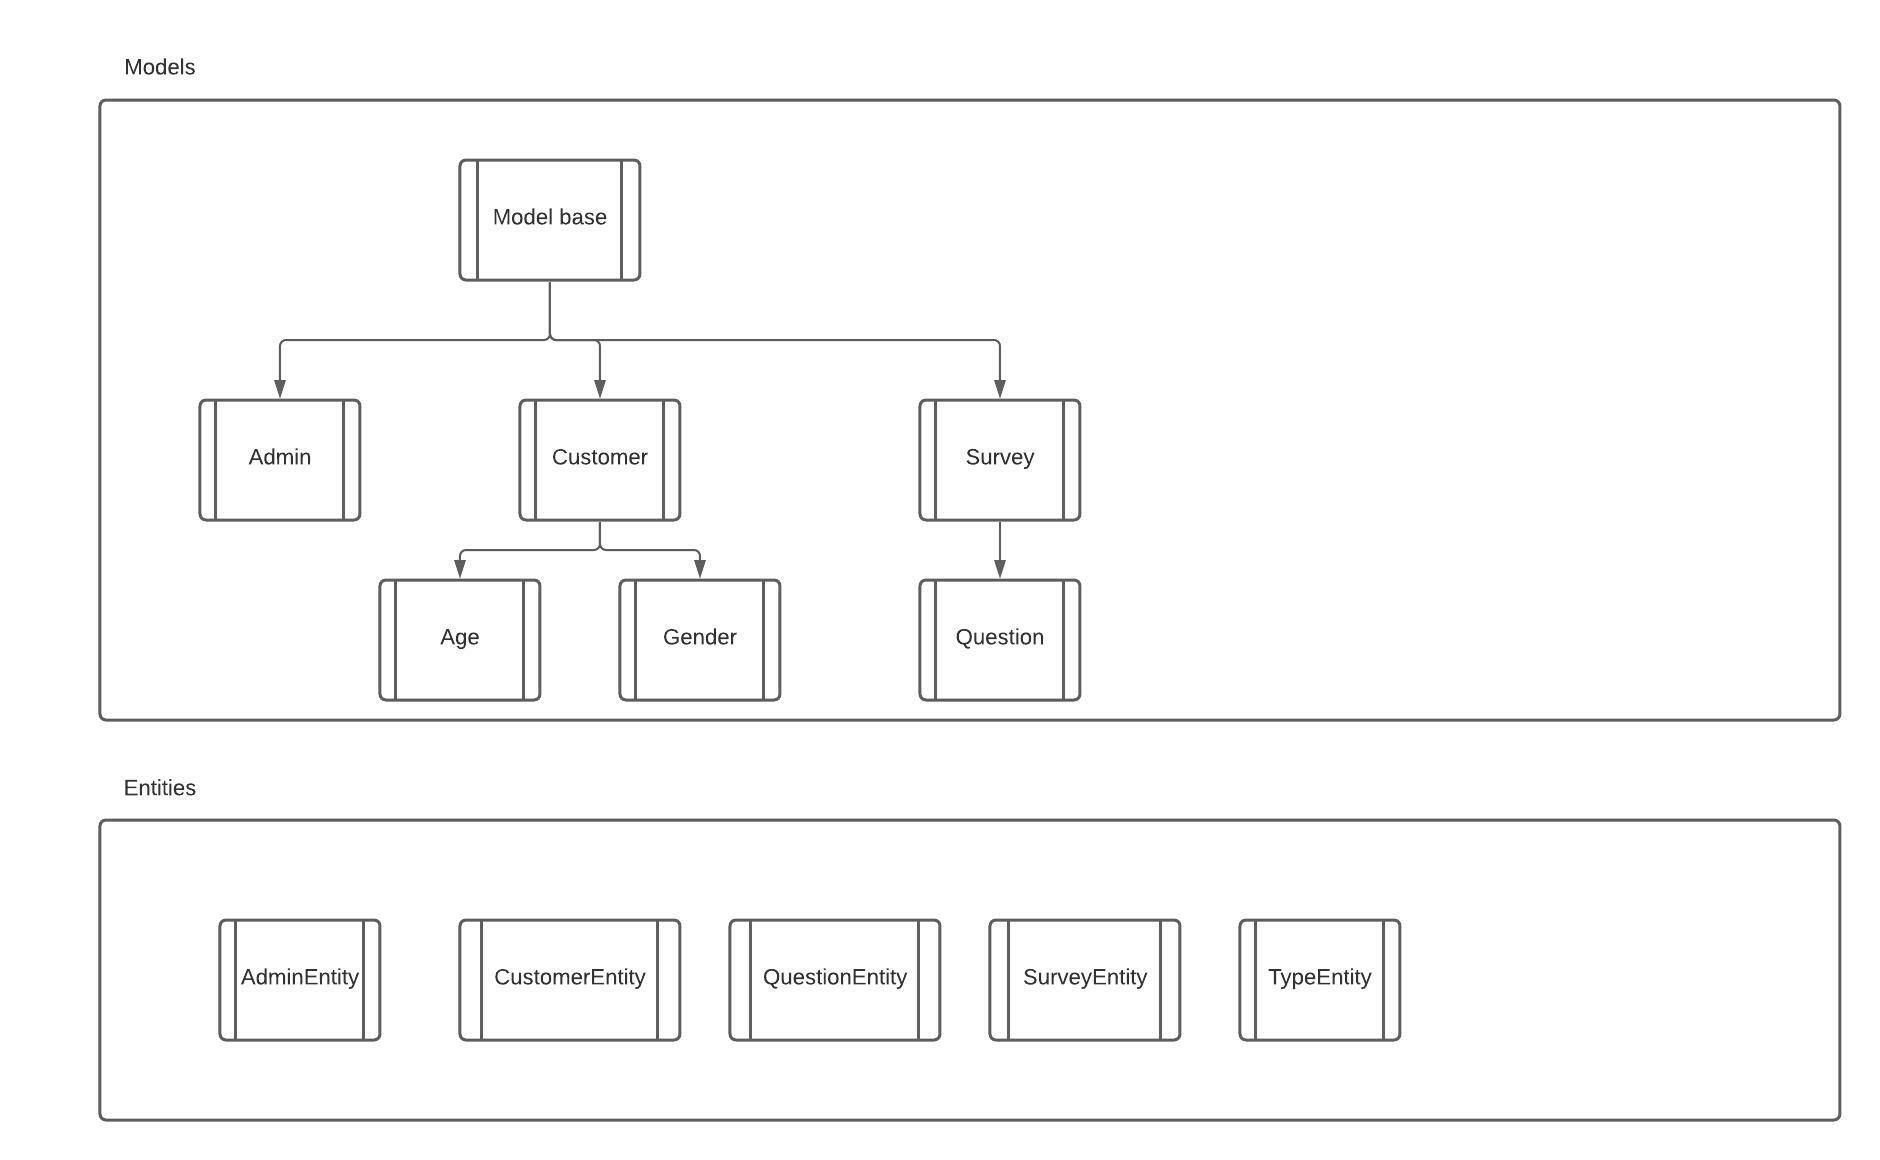 Models
Model base
Admin
Customer
Survey
Age
Gender
Question
Entities
AdminEntity
CustomerEntity
QuestionEntity
SurveyEntity
TypeEntity